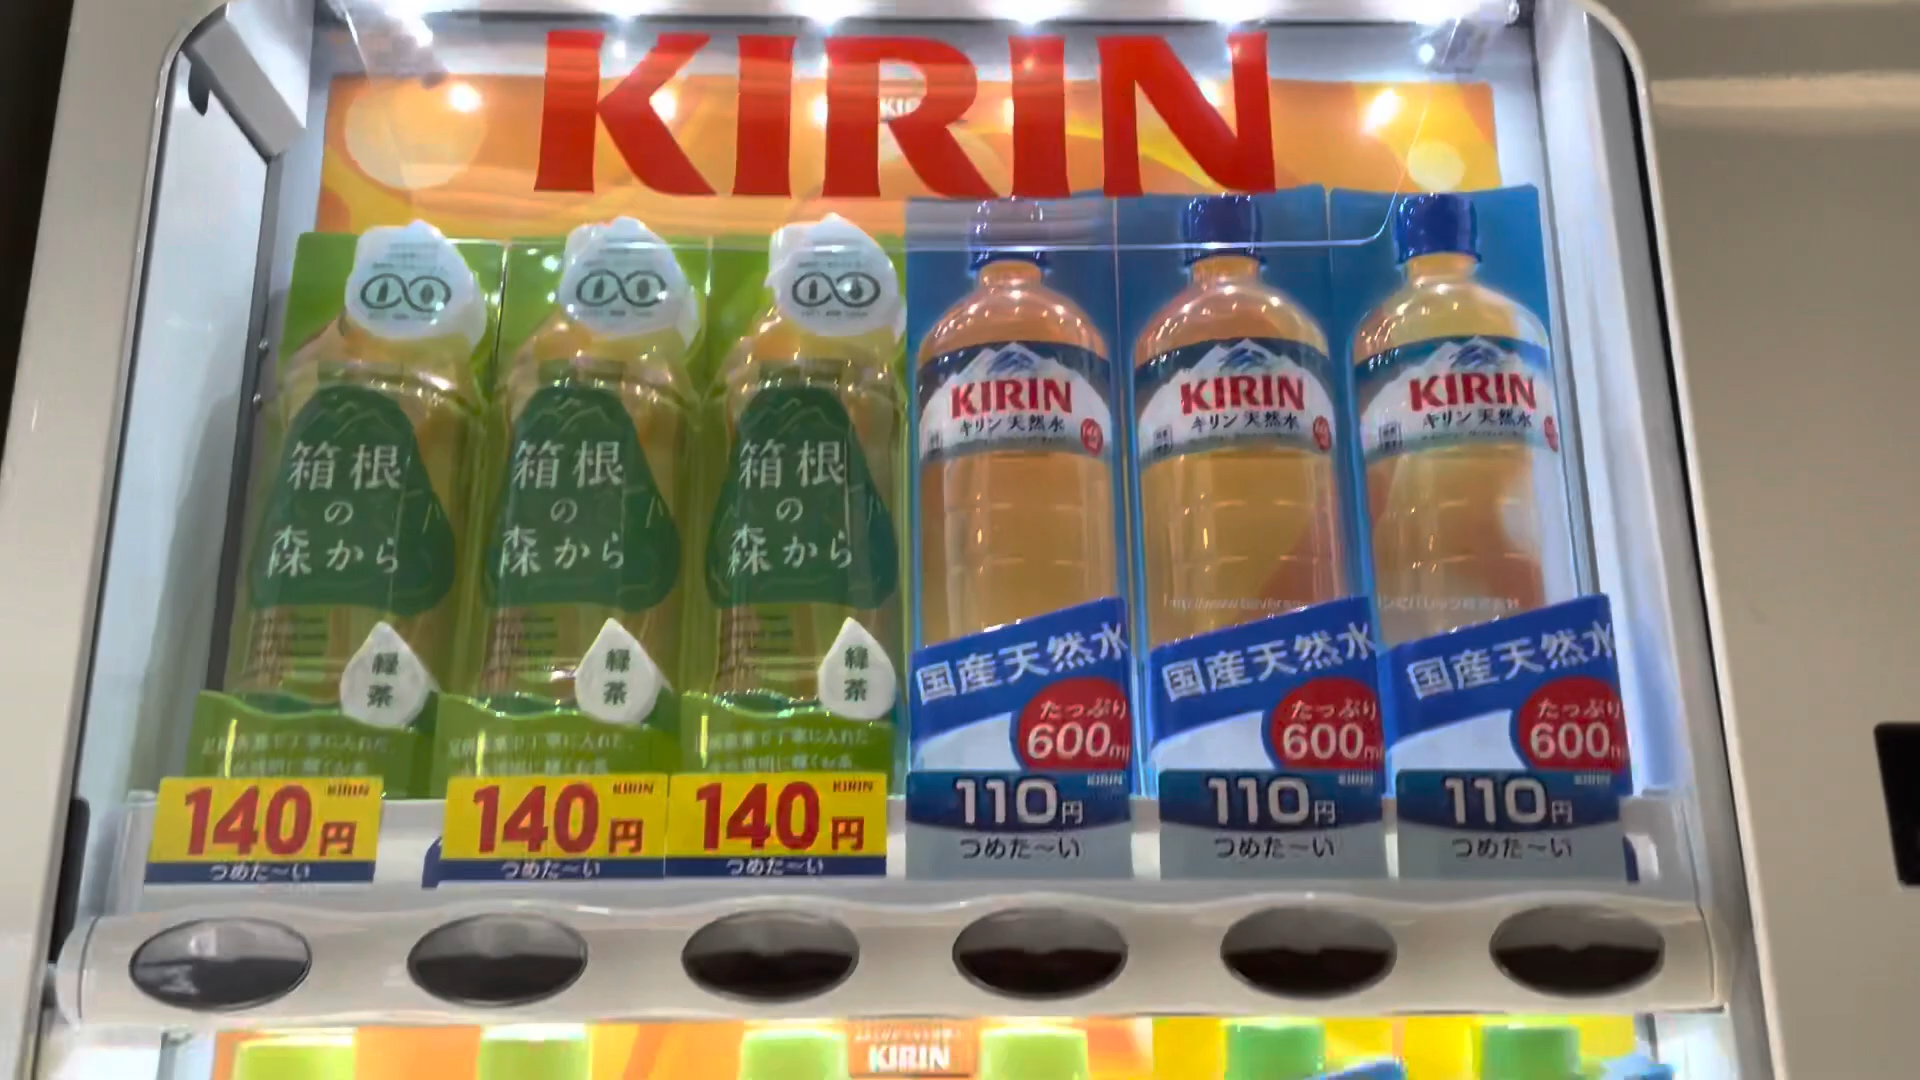 KIRIN
箱根
の
森から
緑
茶
箱根
の
森から
緑
茶
箱根
の
森から
緑
茶
KIRIN
キリン 天然水
KIRIN
キリン 天然水
KIRIN
キリン 天然水
国産天然水
たっぷり
600ml
国産天然水
たっぷり
600ml
国産天然水
たっぷり
600m
KIRIN
140円
つめた〜い
KIRIN
140円
つめた〜い
KIRIN
140円
つめた〜い
KIRIN
110円
つめた〜い
KIRIN
110円
つめた〜い
KIRIN
110円
つめた〜い
KIRIN